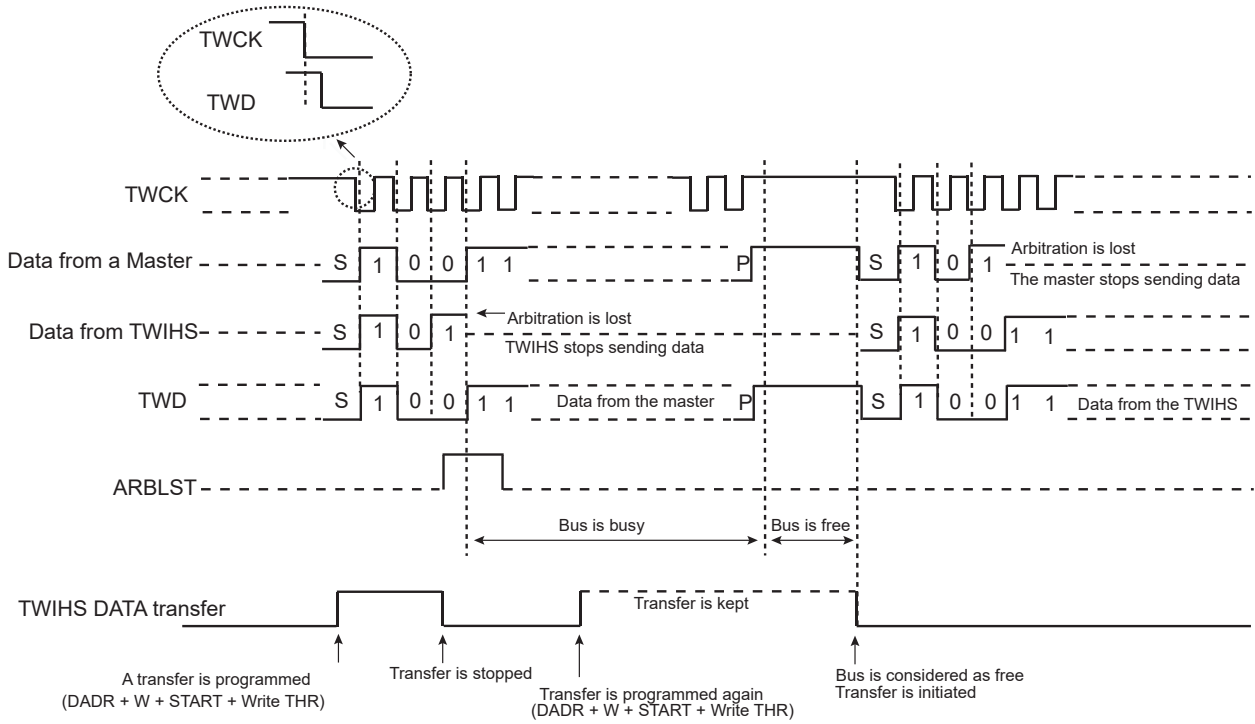 TWCK
TWD
TWCK
Data from a Master
S 1 0 0 1 1
P
S 1 0 1
Arbitration is lost
The master stops sending data
Data from TWIHS
S 1 0 1
Arbitration is lost
TWIHS stops sending data
S 1 0 0 1 1
TWD
S 1 0 0 1 1
Data from the master
P
S 1 0 0 1 1
Data from the TWIHS
ARBLST
Bus is busy
Bus is free
TWIHS DATA transfer
Transfer is kept
A transfer is programmed
(DADR + W + START + Write THR)
Transfer is stopped
Transfer is programmed again
(DADR + W + START + Write THR)
Bus is considered as free
Transfer is initiated